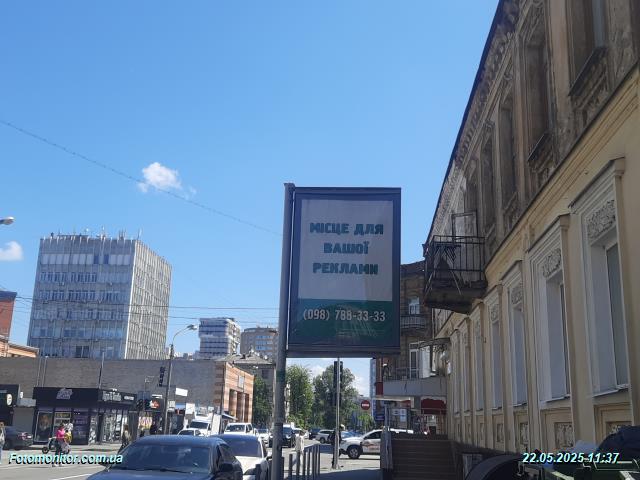 МІСЦЕ ДЛЯ
ВАШОЇ
РЕКЛАМИ
(098) 788-33-33
Fotomonitor.com.ua
22.05.2025 11:37